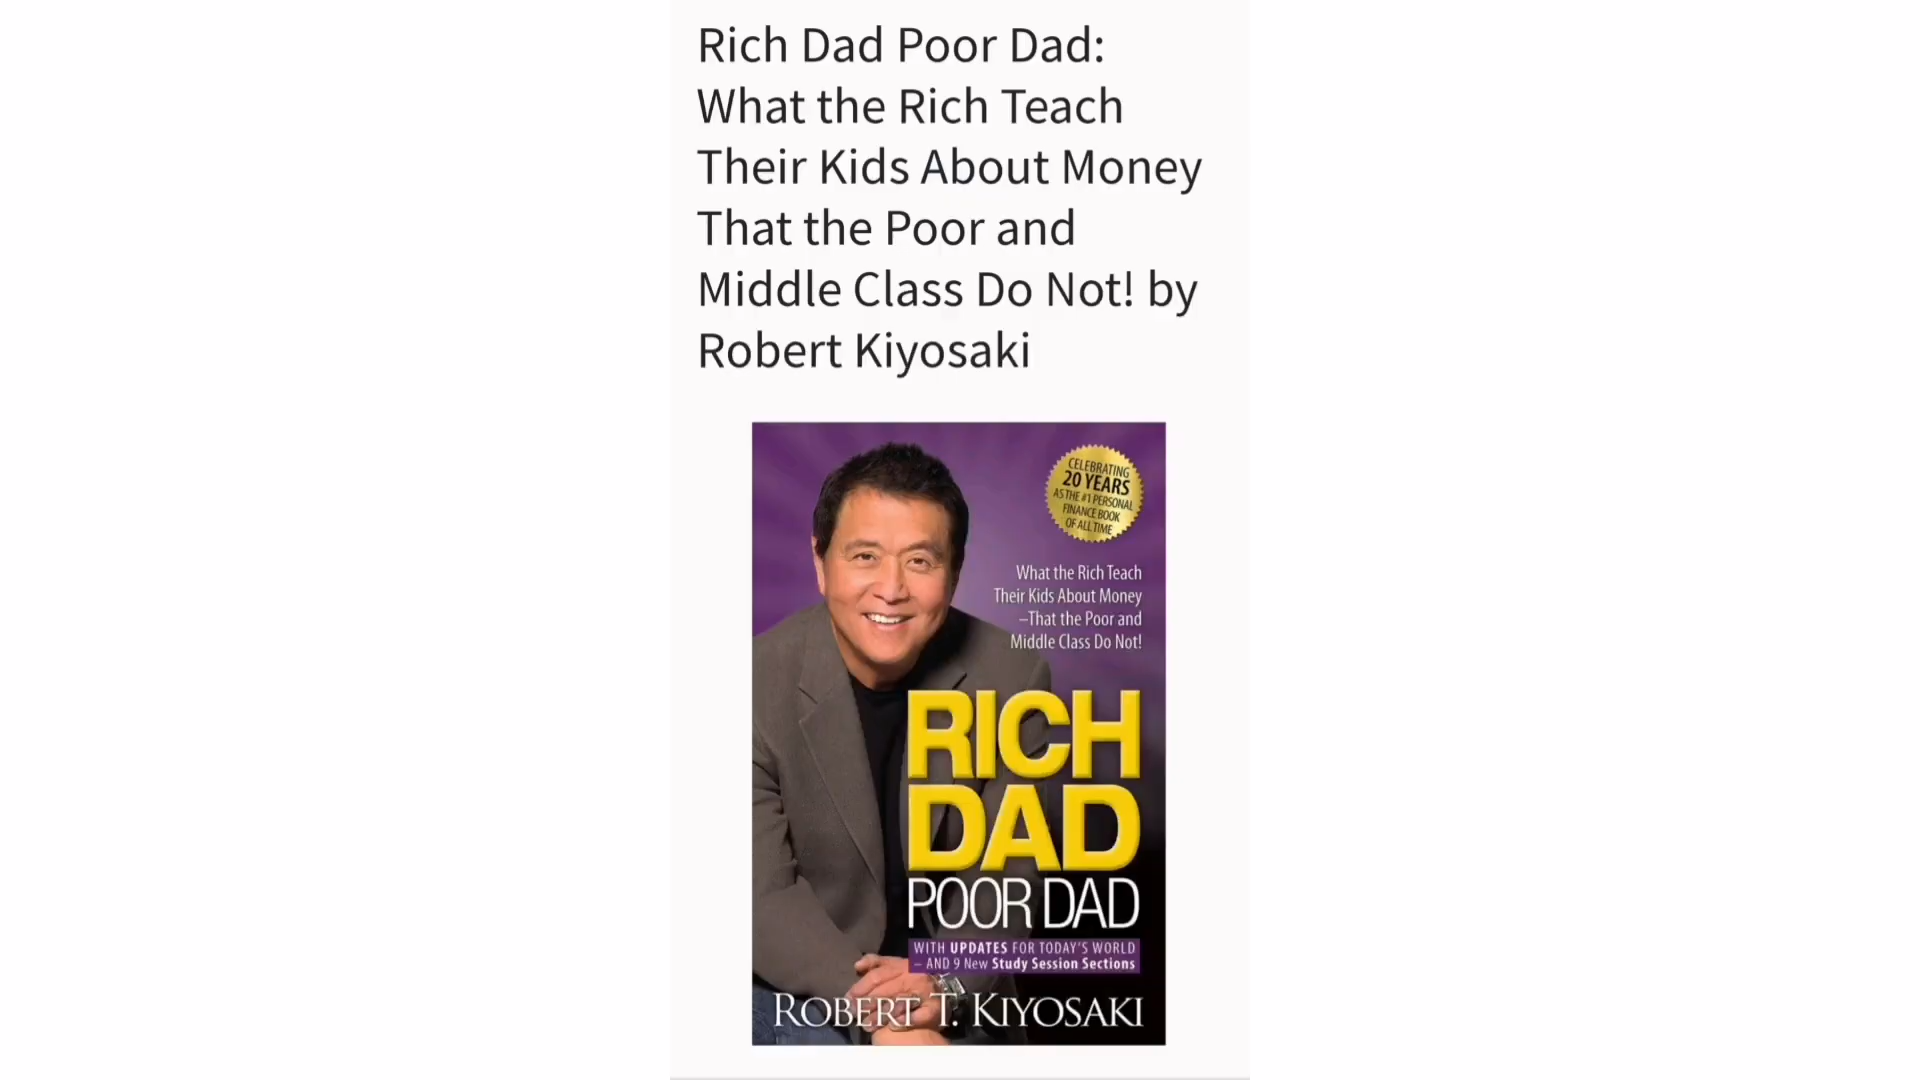 Rich Dad Poor Dad:
What the Rich Teach
Their Kids About Money
That the Poor and
Middle Class Do Not! by
Robert Kiyosaki
CELEBRATING
20 YEARS
AS THE #1 PERSONAL
FINANCE BOOK
OF ALL TIME
What the Rich Teach
Their Kids About Money
–That the Poor and
Middle Class Do Not!
RICH
DAD
POOR DAD
WITH UPDATES FOR TODAY'S WORLD
– AND 9 New Study Session Sections
ROBERT T. KIYOSAKI